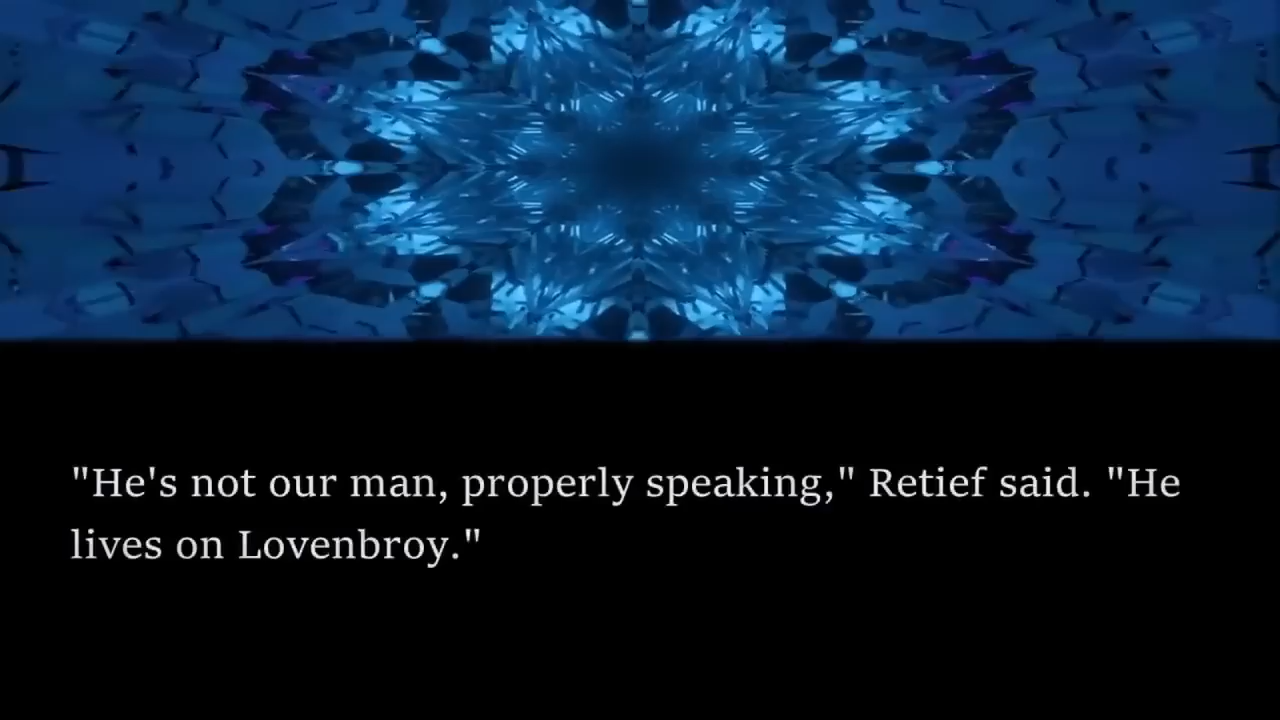 "He's not our man, properly speaking," Retief said. "He
lives on Lovenbroy."